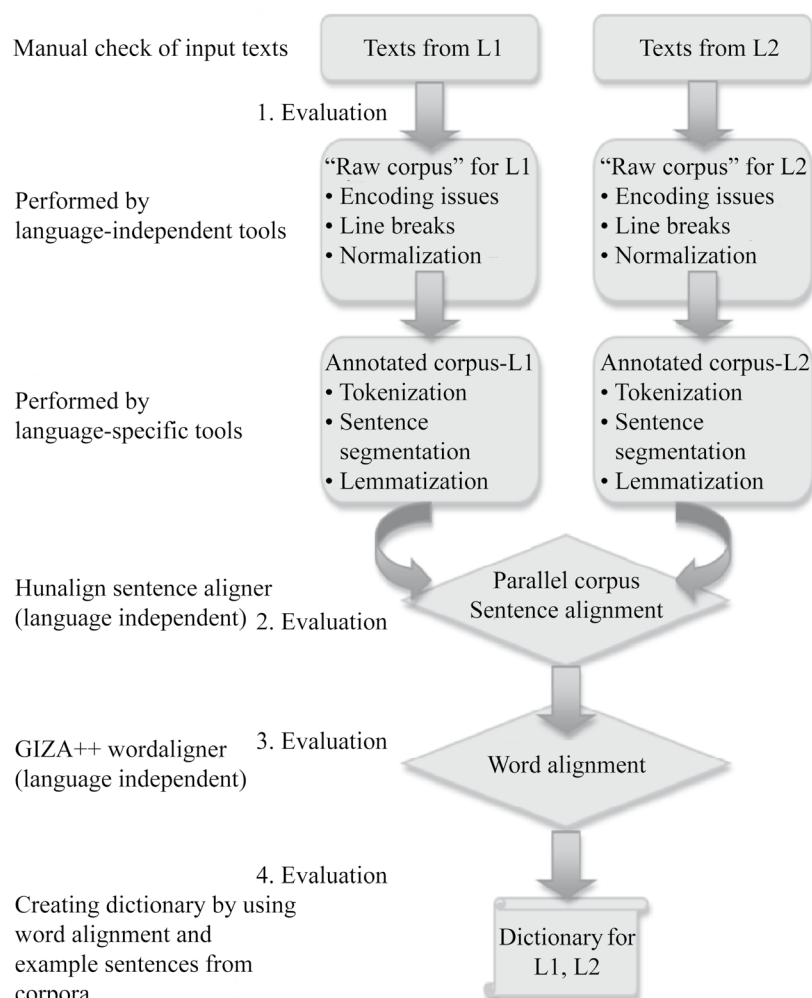 Manual check of input texts
Texts from L1
Texts from L2
1. Evaluation
Performed by
language-independent tools
“Raw corpus” for L1
• Encoding issues
• Line breaks
• Normalization
“Raw corpus” for L2
• Encoding issues
• Line breaks
• Normalization
Performed by
language-specific tools
Annotated corpus-L1
• Tokenization
• Sentence
segmentation
• Lemmatization
Annotated corpus-L2
• Tokenization
• Sentence
segmentation
• Lemmatization
Hunalign sentence aligner
(language independent)
2. Evaluation
Parallel corpus
Sentence alignment
GIZA++ wordaligner
(language independent)
3. Evaluation
Word alignment
4. Evaluation
Creating dictionary by using
word alignment and
example sentences from
corpora
Dictionary for
L1, L2